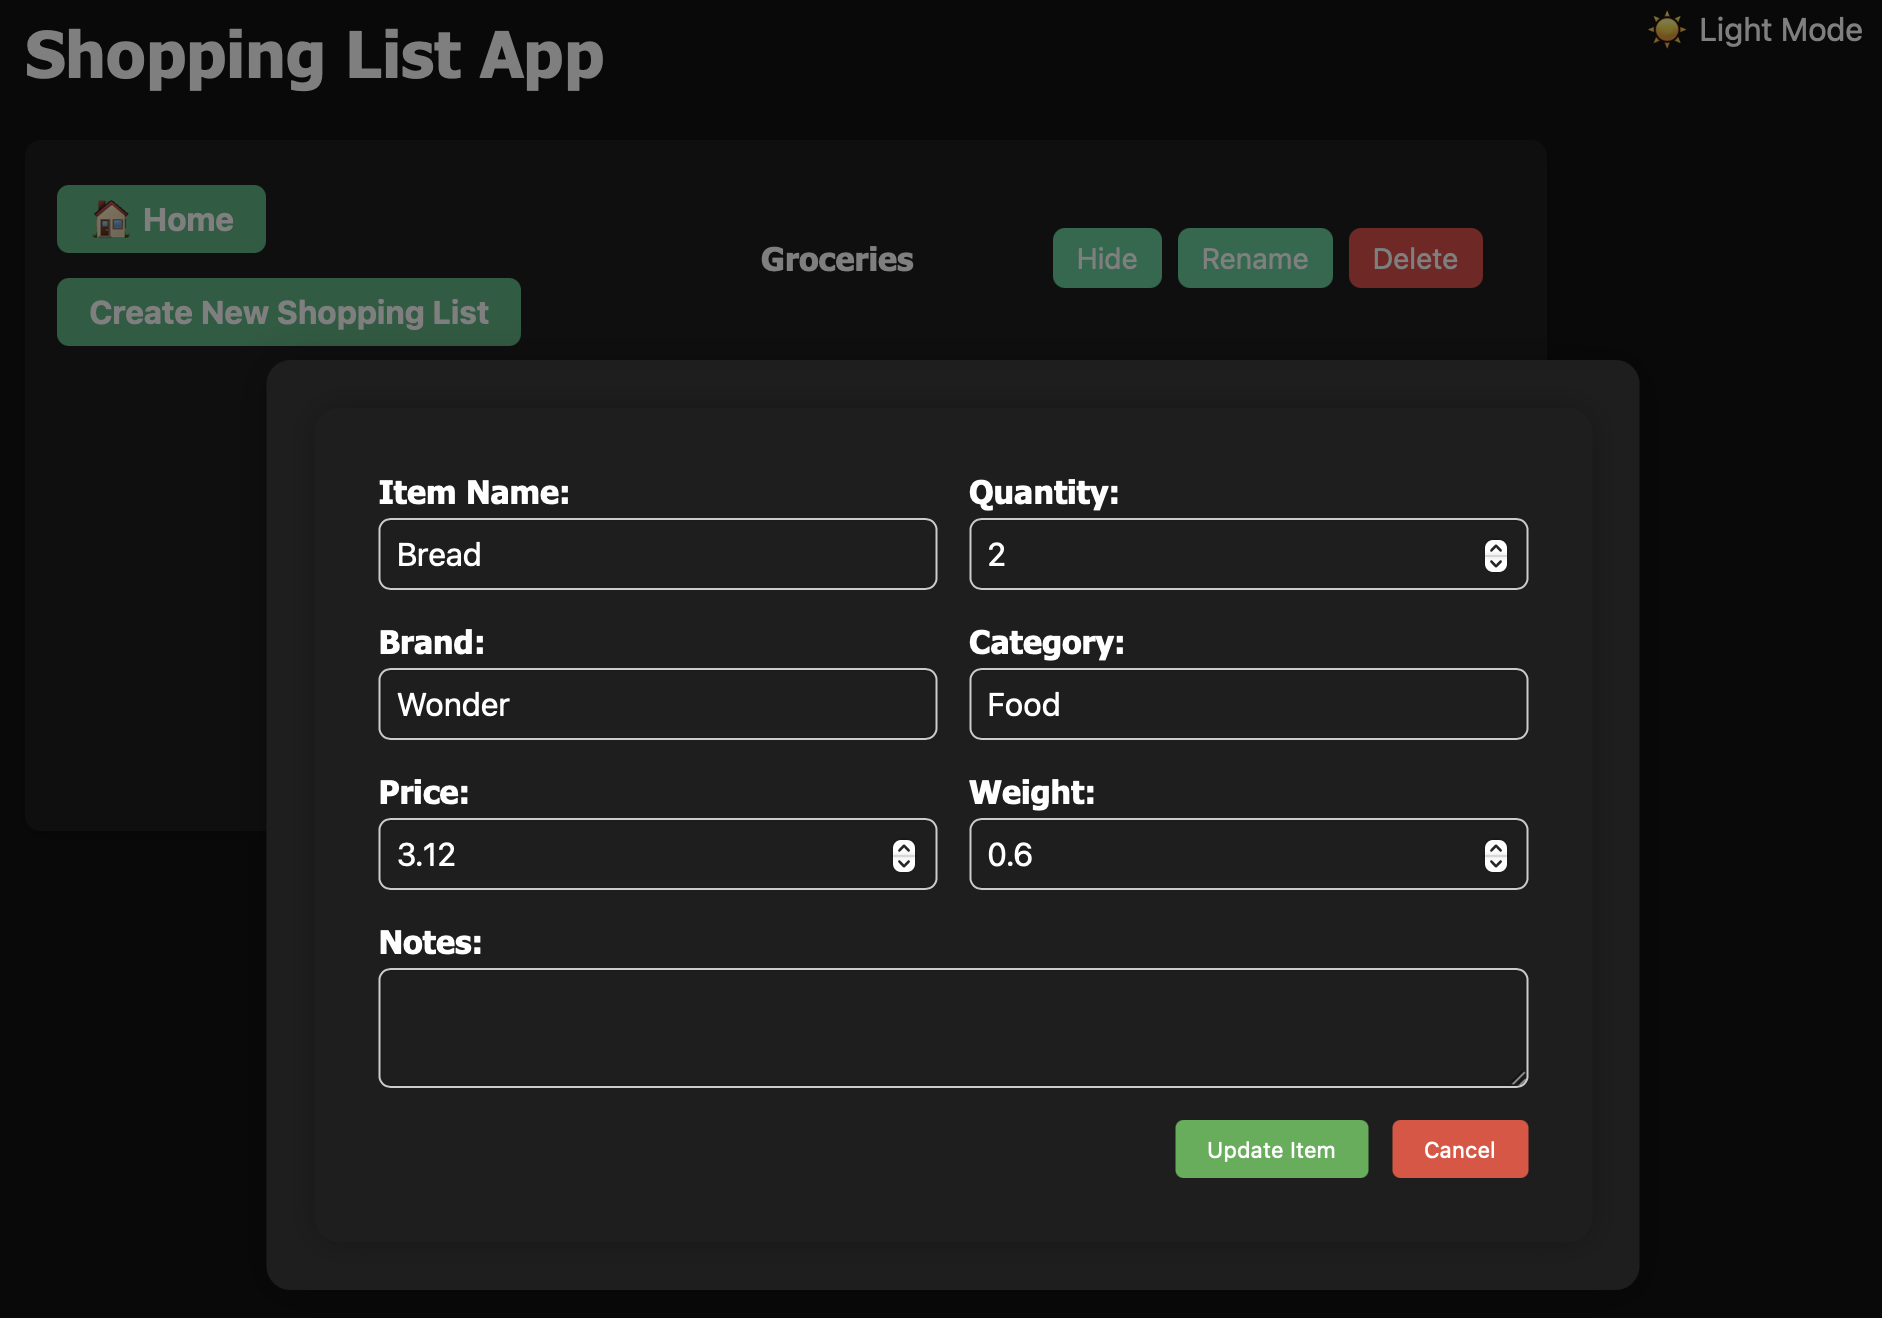 Shopping List App
☀️ Light Mode
🏠 Home
Create New Shopping List
Groceries
Hide
Rename
Delete
Item Name:
Bread
Quantity:
2
Brand:
Wonder
Category:
Food
Price:
3.12
Weight:
0.6
Notes:
Update Item
Cancel